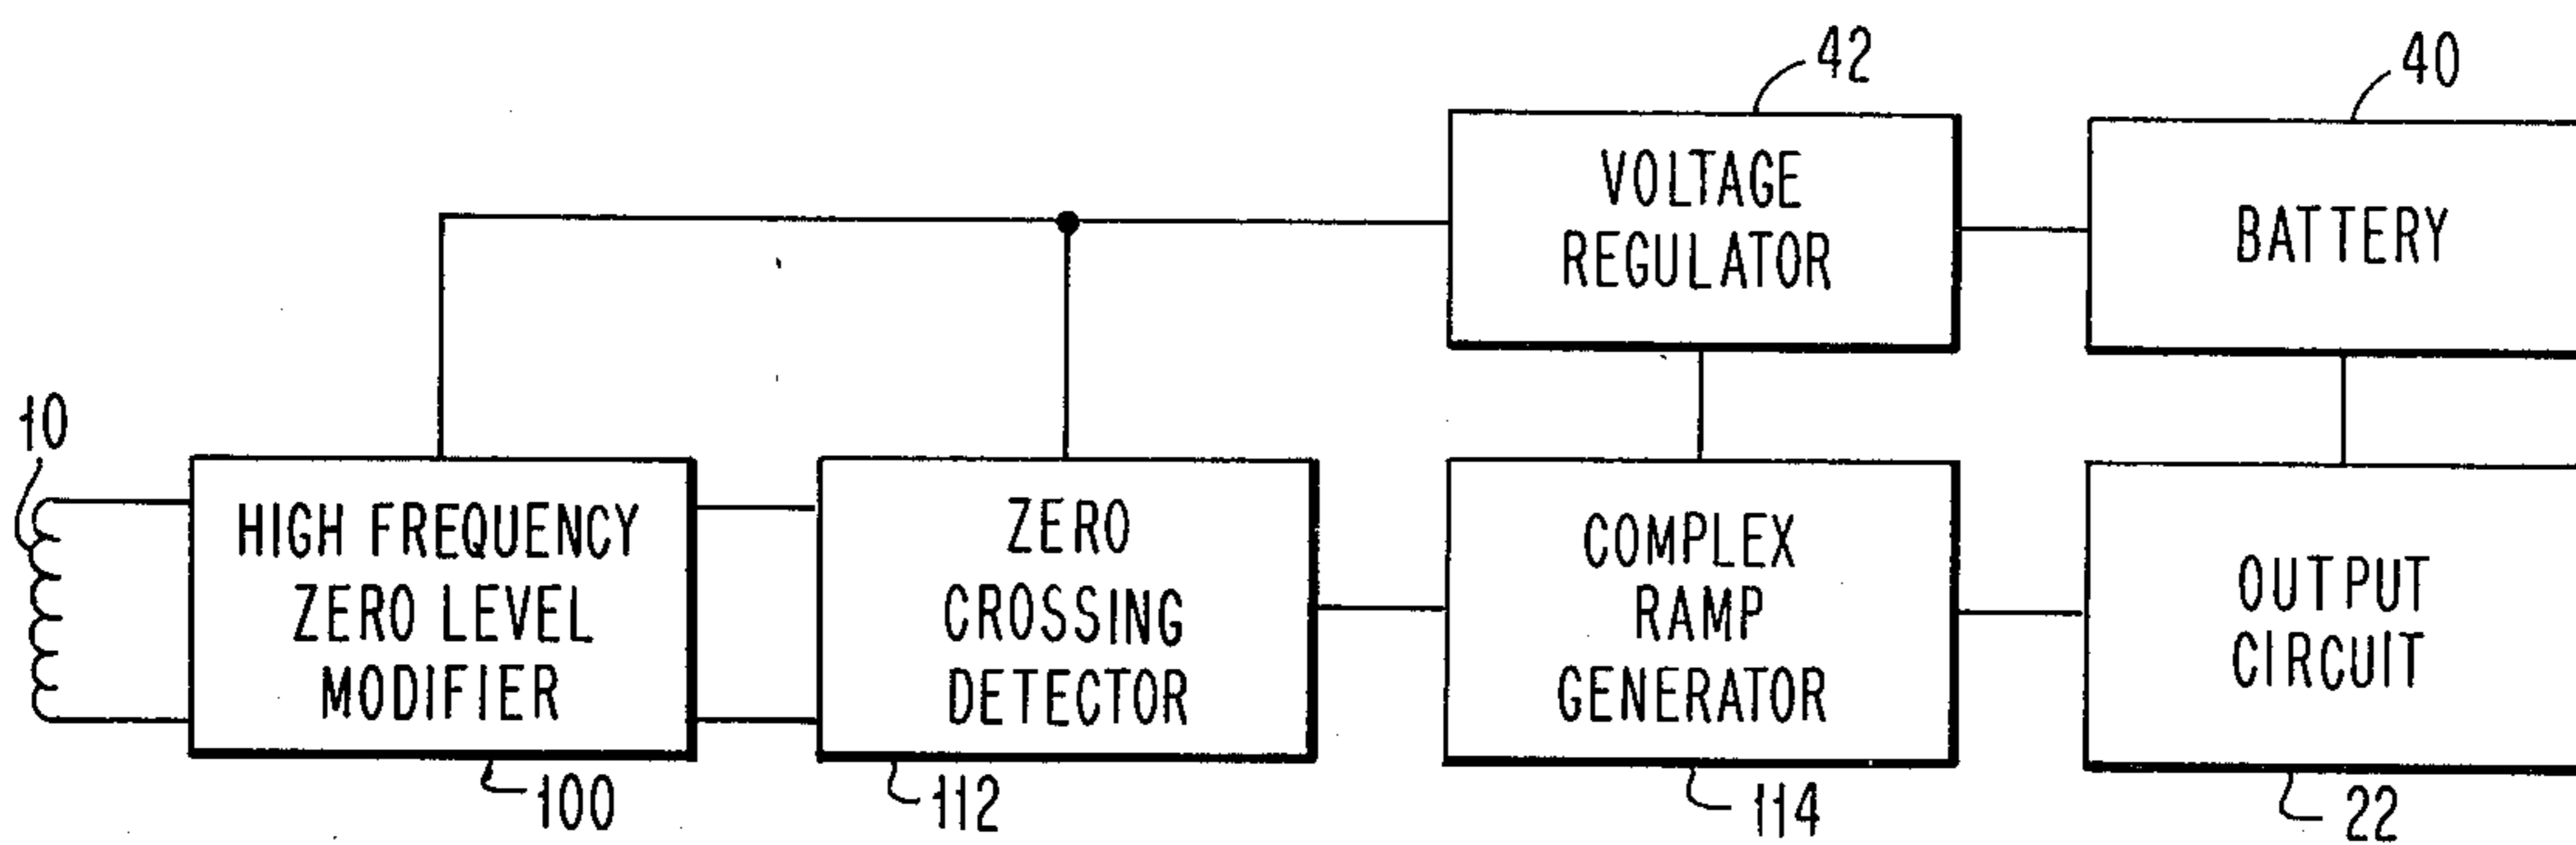 42
40
VOLTAGE
REGULATOR
BATTERY
10
HIGH FREQUENCY
ZERO LEVEL
MODIFIER
ZERO
CROSSING
DETECTOR
COMPLEX
RAMP
GENERATOR
OUTPUT
CIRCUIT
100
112
114
22